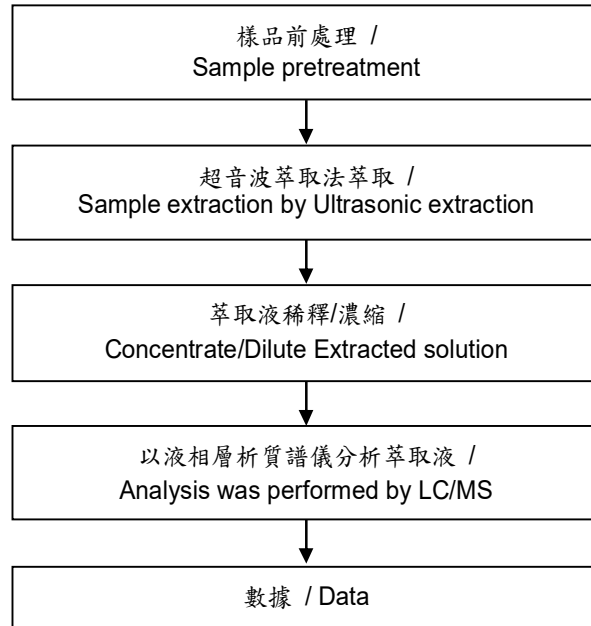 樣品前處理 /
Sample pretreatment
超音波萃取法萃取 /
Sample extraction by Ultrasonic extraction
萃取液稀釋/濃縮 /
Concentrate/Dilute Extracted solution
以液相層析質譜儀分析萃取液 /
Analysis was performed by LC/MS
數據 / Data